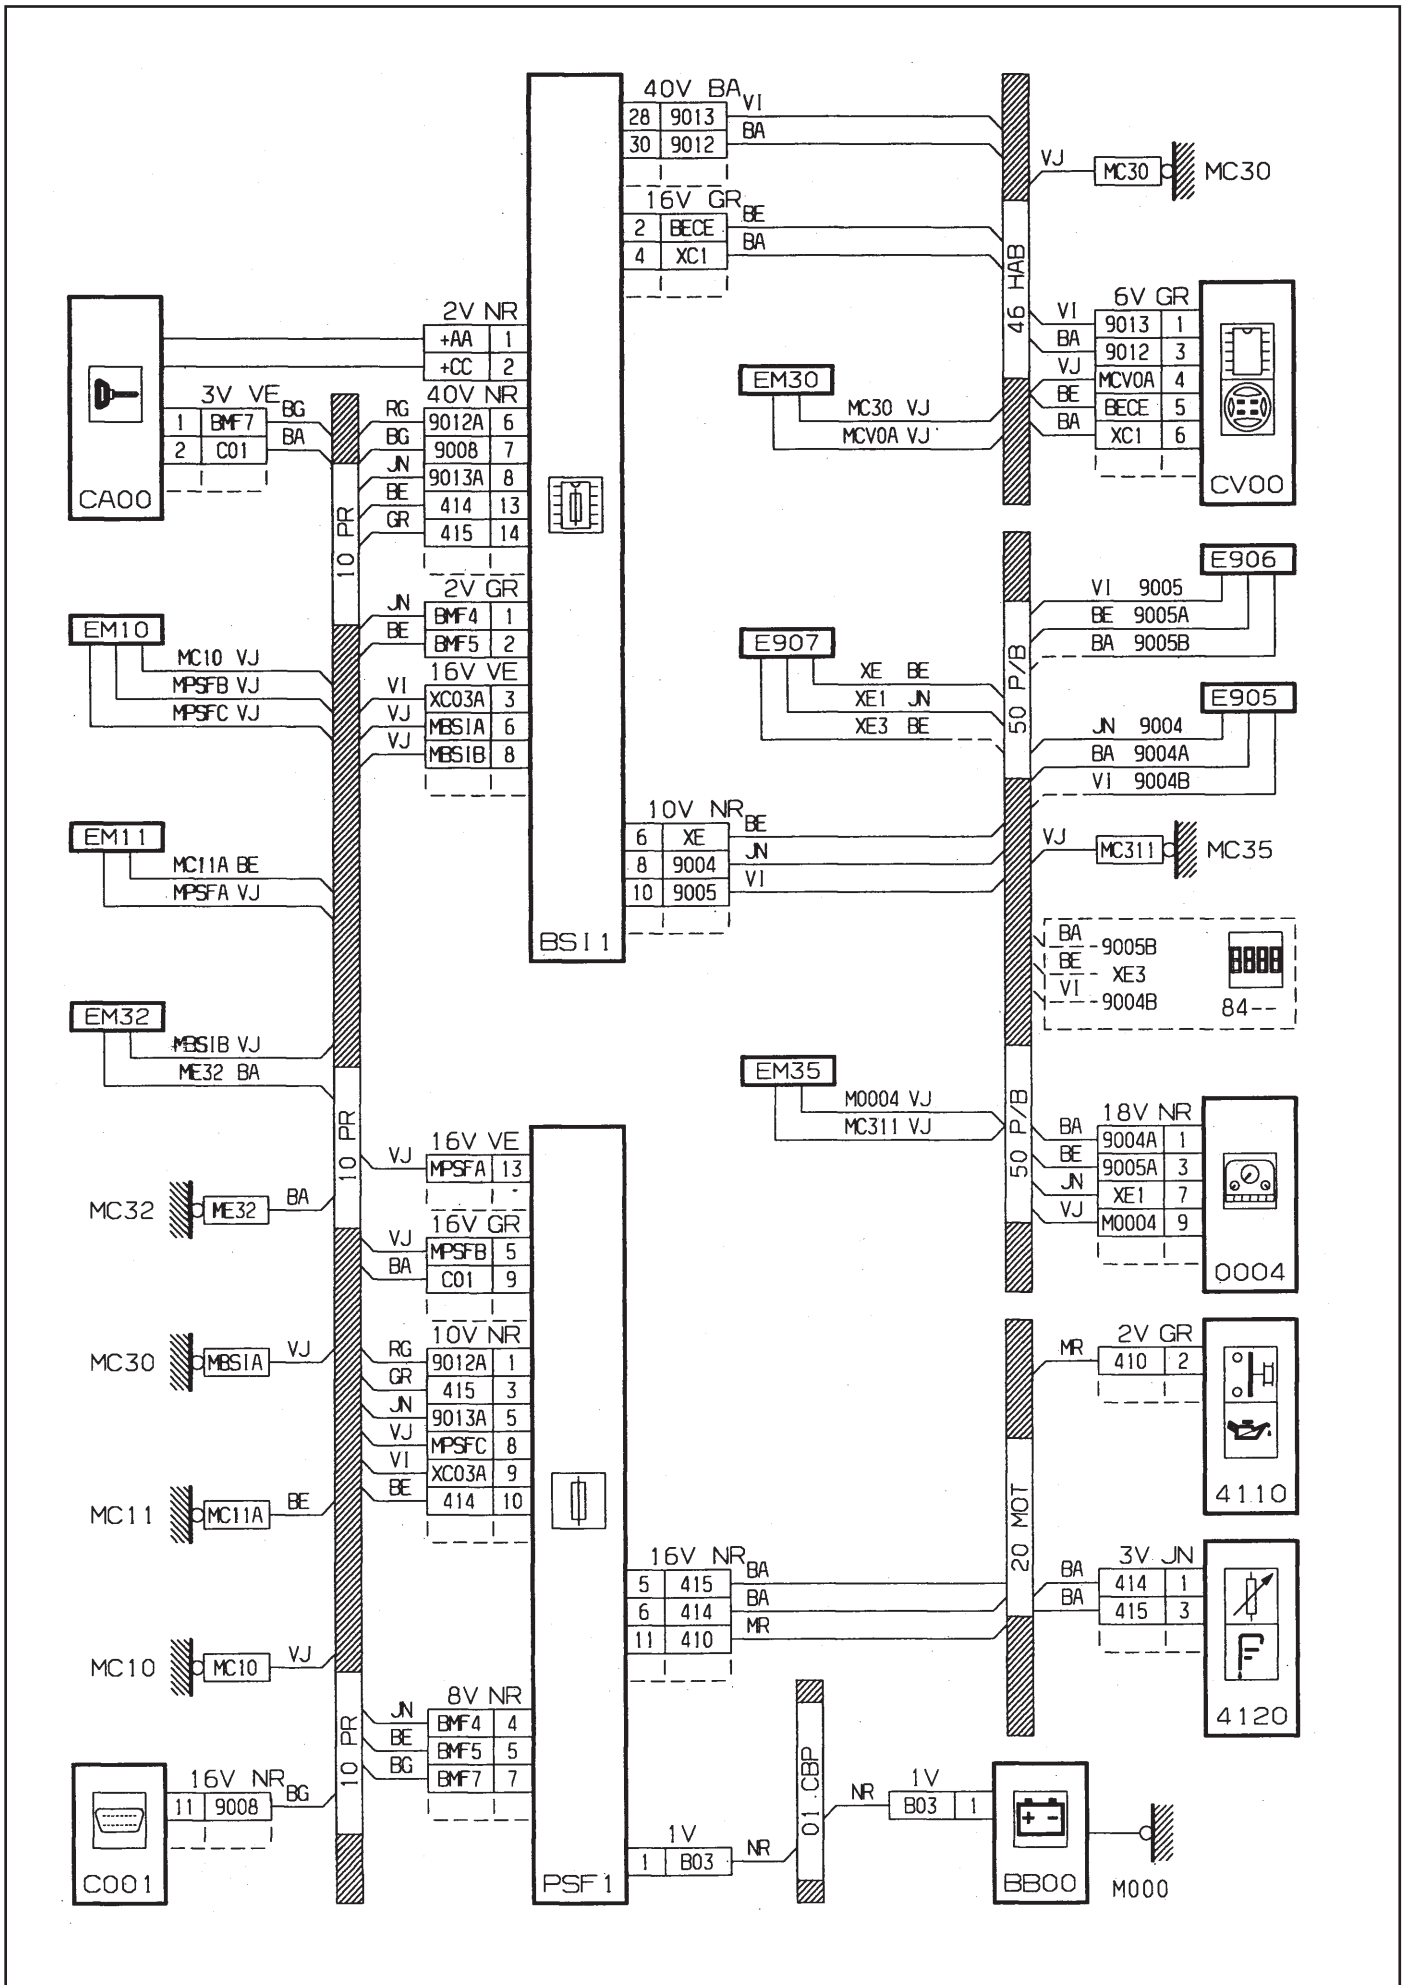 40V BA
28 9013 VI
30 9012 BA
16V GR
2 BECE BE
4 XC1 BA
46 HAB
VJ MC30 MC30
6V GR
VI 9013 1
BA 9012 3
VJ MCV0A 4
BE BECE 5
BA XC1 6
CV00
EM30
MC30 VJ
MCV0A VJ
CA00
3V VE
1 BMF7 BG
2 C01 BA
2V NR
+AA 1
+CC 2
40V NR
RG 9012A 6
BG 9008 7
JN 9013A 8
BE 414 13
GR 415 14
10 PR
2V GR
JN BMF4 1
BE BMF5 2
16V VE
VI XC03A 3
VJ MBSIA 6
VJ MBSIB 8
EM10
MC10 VJ
MPSFB VJ
MPSFC VJ
EM11
MC11A BE
MPSFA VJ
EM32
MBSIB VJ
ME32 BA
BSI1
E907
XE BE
XE1 JN
XE3 BE
50 P/B
E906
VI 9005
BE 9005A
BA 9005B
E905
JN 9004
BA 9004A
VI 9004B
10V NR
6 XE BE
8 9004 JN
10 9005 VI
VJ MC311 MC35
BA 9005B
BE XE3
VI 9004B
8888
84--
EM35
M0004 VJ
MC311 VJ
50 P/B
18V NR
BA 9004A 1
BE 9005A 3
JN XE1 7
VJ M0004 9
0004
10 PR
16V VE
VJ MPSFA 13
MC32 ME32 BA
16V GR
VJ MPSFB 5
BA C01 9
MC30 MBSIA VJ
10V NR
RG 9012A 1
GR 415 3
JN 9013A 5
VJ MPSFC 8
VI XC03A 9
BE 414 10
MC11 MC11A BE
MC10 MC10 VJ
20 MOT
2V GR
MR 410 2
4110
16V NR
5 415 BA
6 414 BA
11 410 MR
3V JN
BA 414 1
BA 415 3
4120
10 PR
8V NR
JN BMF4 4
BE BMF5 5
BG BMF7 7
C001
16V NR
11 9008 BG
PSF1
1V
1 B03 NR
01.CBP
1V
NR B03 1
+ -
BB00
M000